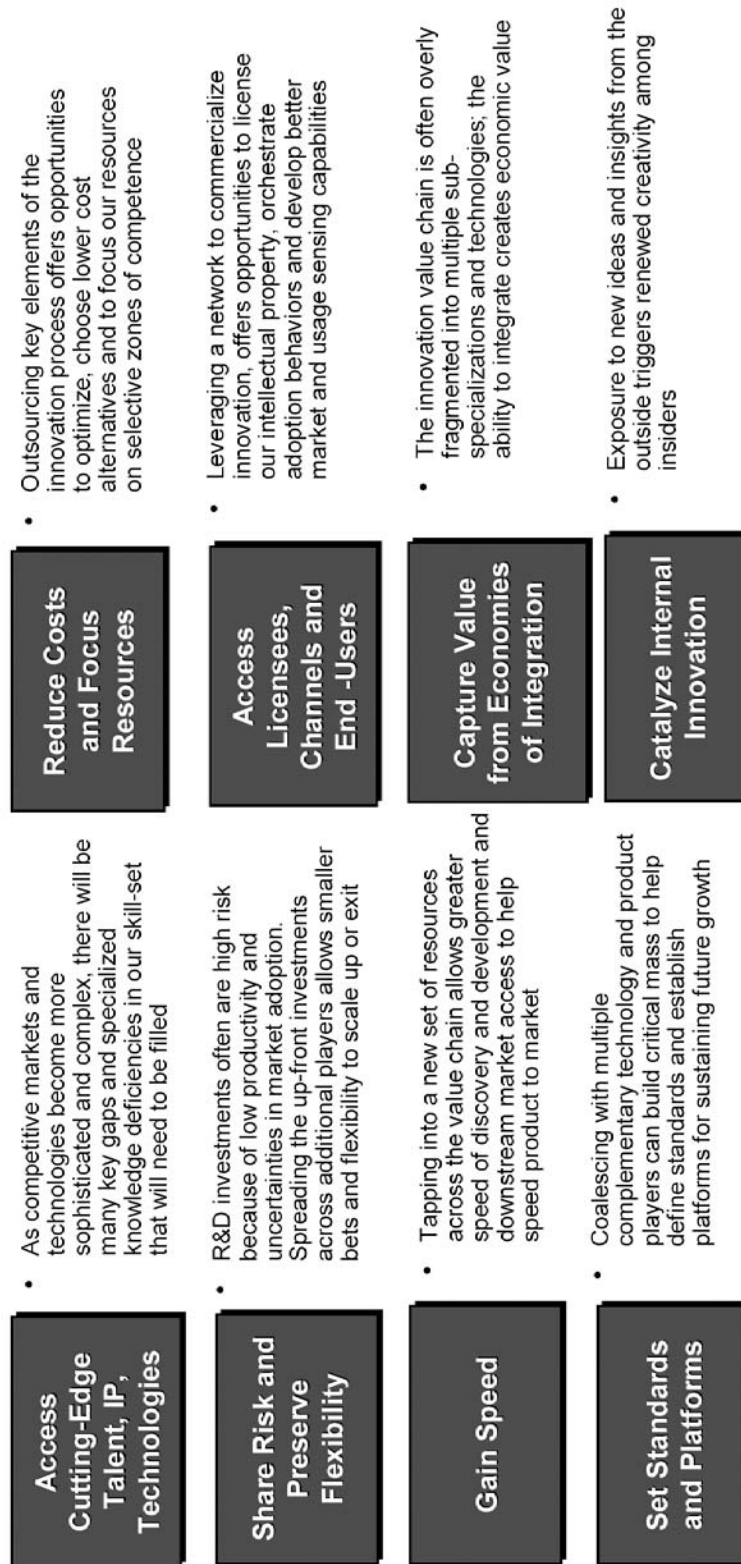 Access
Cutting-Edge
Talent, IP,
Technologies
• As competitive markets and
technologies become more
sophisticated and complex, there will be
many key gaps and specialized
knowledge deficiencies in our skill-set
that will need to be filled
Reduce Costs
and Focus
Resources
• Outsourcing key elements of the
innovation process offers opportunities
to optimize, choose lower cost
alternatives and to focus our resources
on selective zones of competence
Share Risk and
Preserve
Flexibility
• R&D investments often are high risk
because of low productivity and
uncertainties in market adoption.
Spreading the up-front investments
across additional players allows smaller
bets and flexibility to scale up or exit
Access
Licensees,
Channels and
End -Users
• Leveraging a network to commercialize
innovation, offers opportunities to license
our intellectual property, orchestrate
adoption behaviors and develop better
market and usage sensing capabilities
Gain Speed
• Tapping into a new set of resources
across the value chain allows greater
speed of discovery and development and
downstream market access to help
speed product to market
Capture Value
from Economies
of Integration
• The innovation value chain is often overly
fragmented into multiple sub-
specializations and technologies; the
ability to integrate creates economic value
Set Standards
and Platforms
• Coalescing with multiple
complementary technology and product
players can build critical mass to help
define standards and establish
platforms for sustaining future growth
Catalyze Internal
Innovation
• Exposure to new ideas and insights from the
outside triggers renewed creativity among
insiders